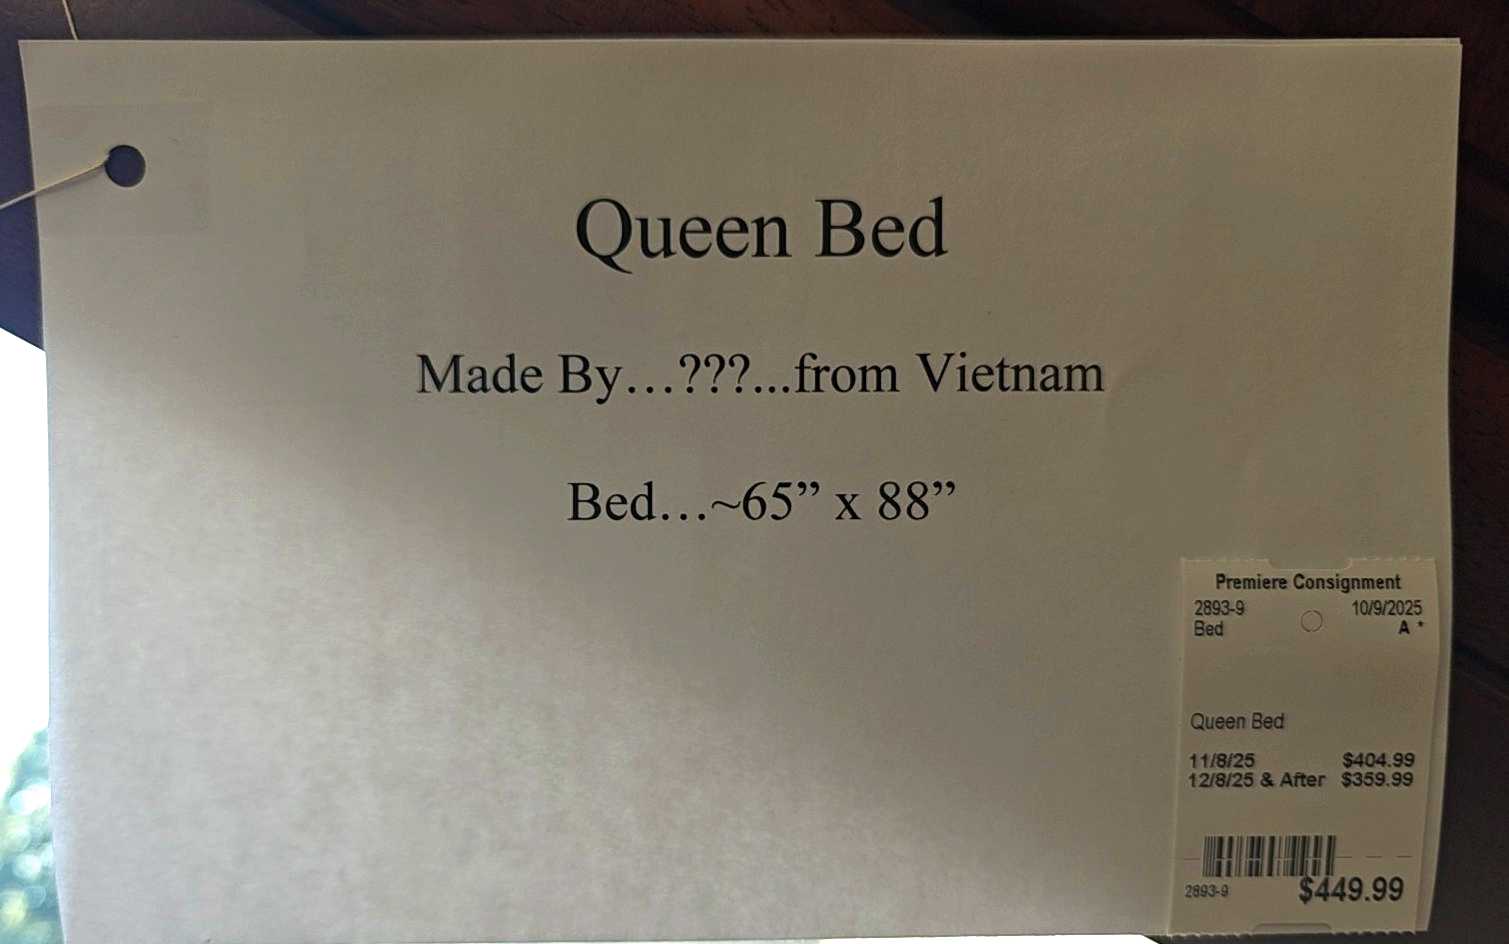 Queen Bed
Made By…???...from Vietnam
Bed…~65” x 88”
Premiere Consignment
2893-9 10/9/2025
Bed A *
Queen Bed
11/8/25 $404.99
12/8/25 & After $359.99
2893-9 $449.99